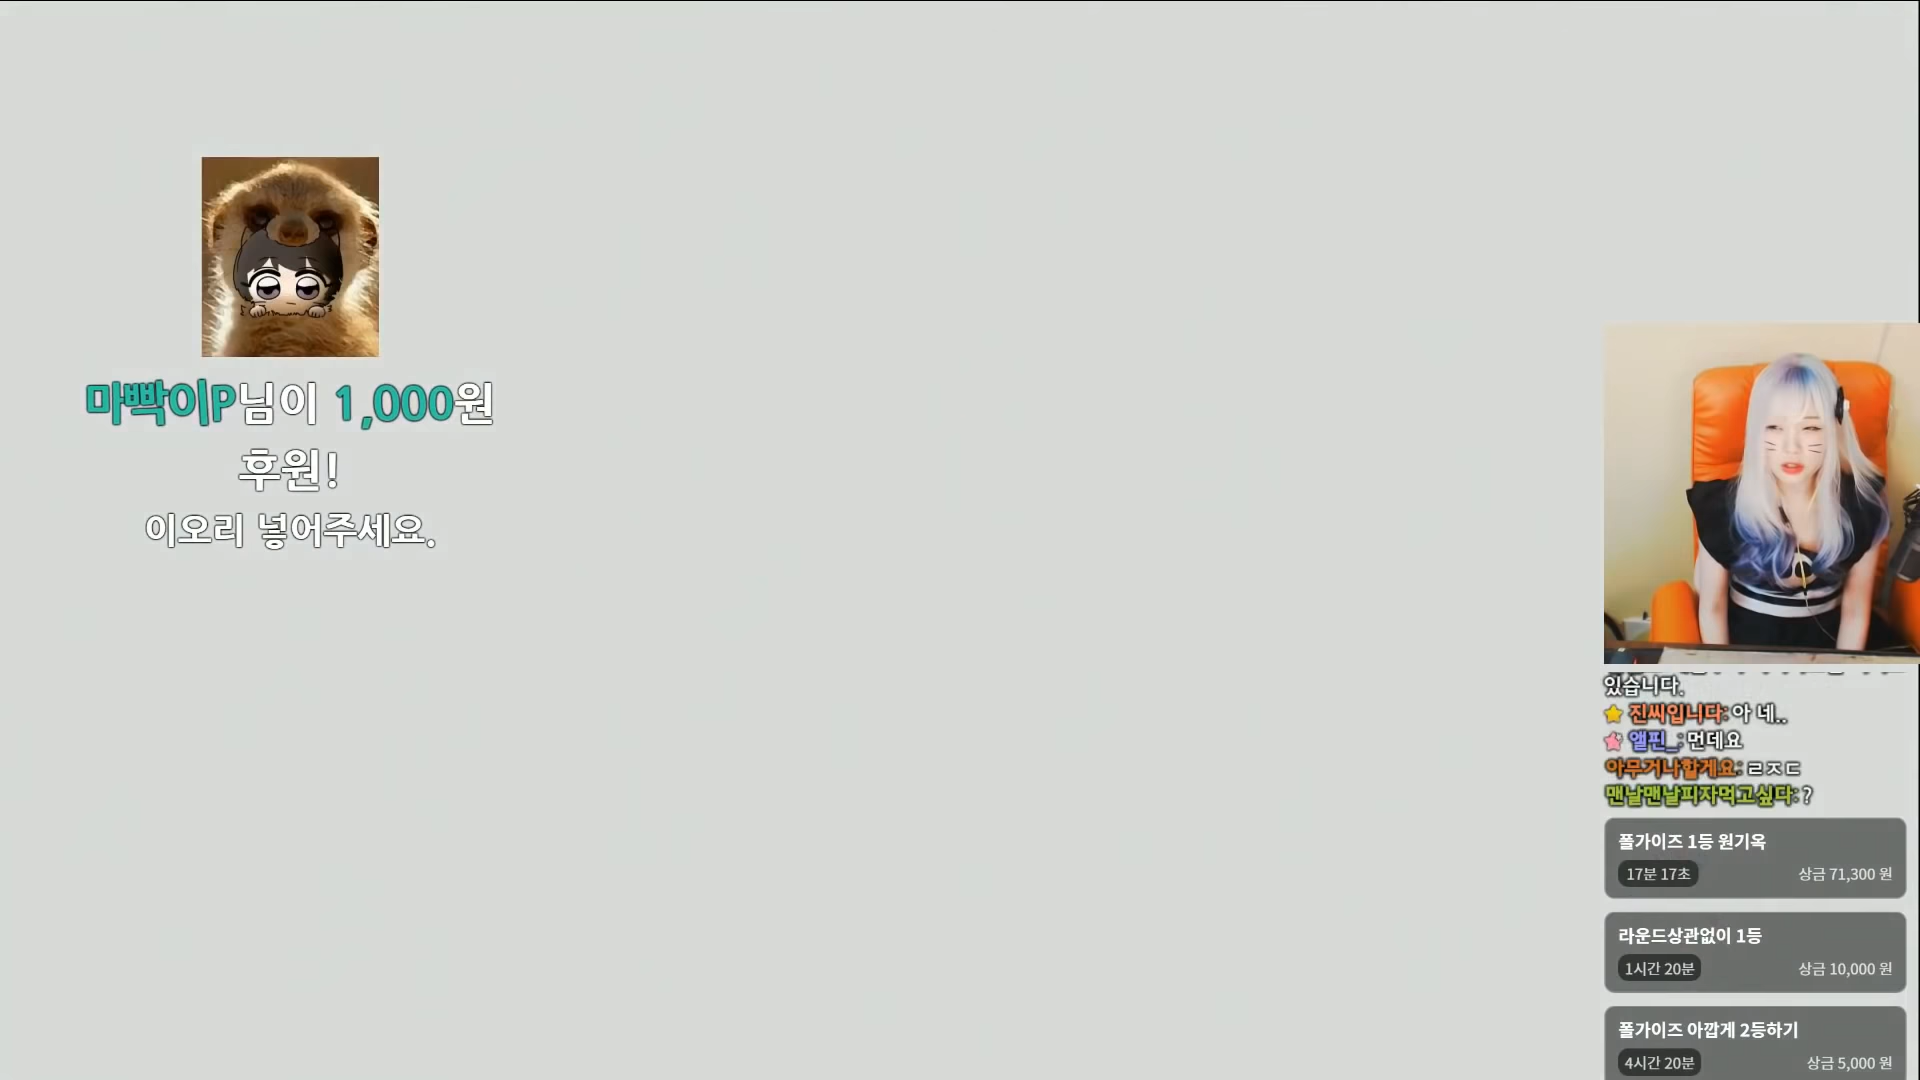 마빡이P님이 1,000원
후원!
이오리 넣어주세요.
있습니다.
진씨입니다: 아 네..
앨핀_: 먼데요
아무거나할게요: ㄹㅈㄷ
맨날맨날피자먹고싶다: ?
폴가이즈 1등 원기옥
17분 17초 상금 71,300 원
라운드상관없이 1등
1시간 20분 상금 10,000 원
폴가이즈 아깝게 2등하기
4시간 20분 상금 5,000 원